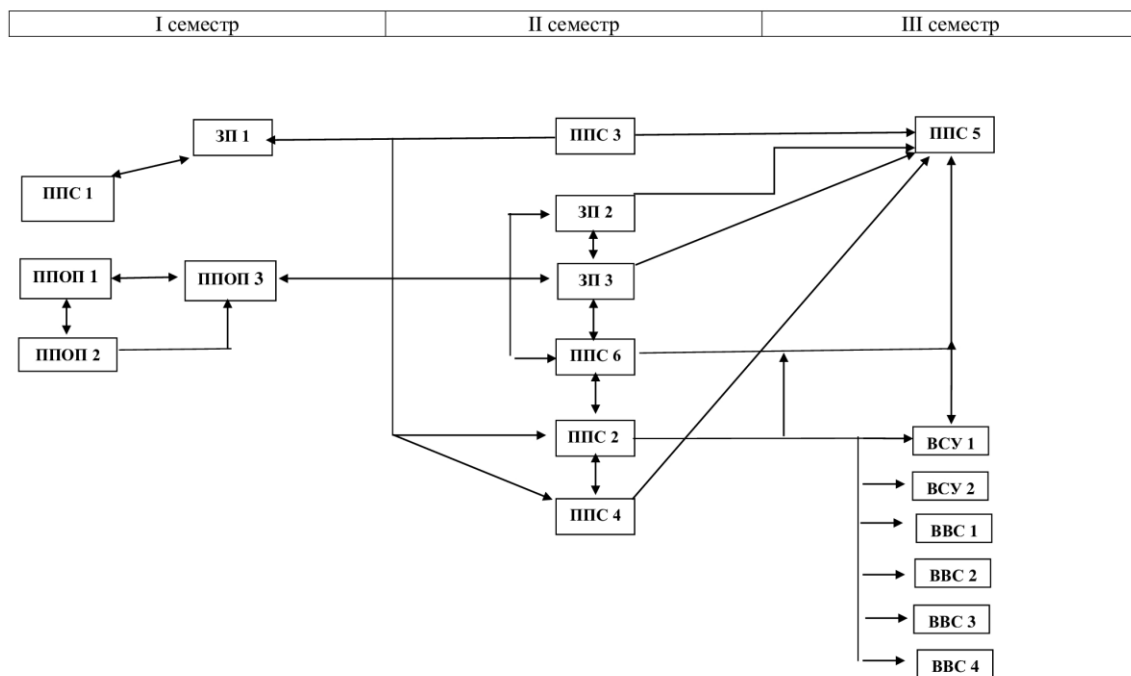 I семестр
II семестр
III семестр
ЗП 1
ППС 3
ППС 5
ППС 1
ЗП 2
ППОП 1
ППОП 3
ЗП 3
ППОП 2
ППС 6
ППС 2
ВСУ 1
ВСУ 2
ППС 4
ВВС 1
ВВС 2
ВВС 3
ВВС 4